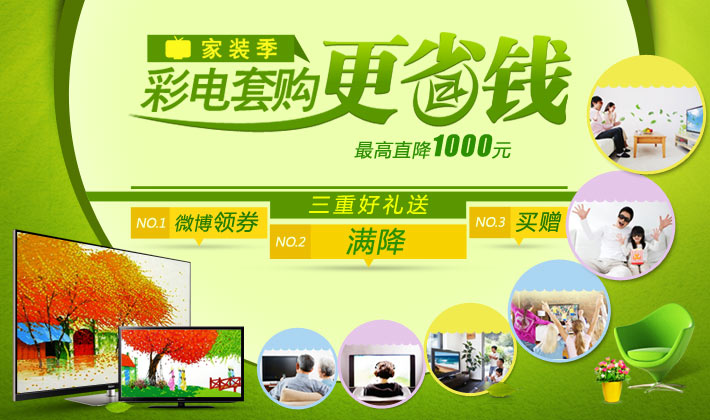 家装季
彩电套购更省钱
最高直降1000元
三重好礼送
NO.1 微博领券
NO.2 满降
NO.3 买赠